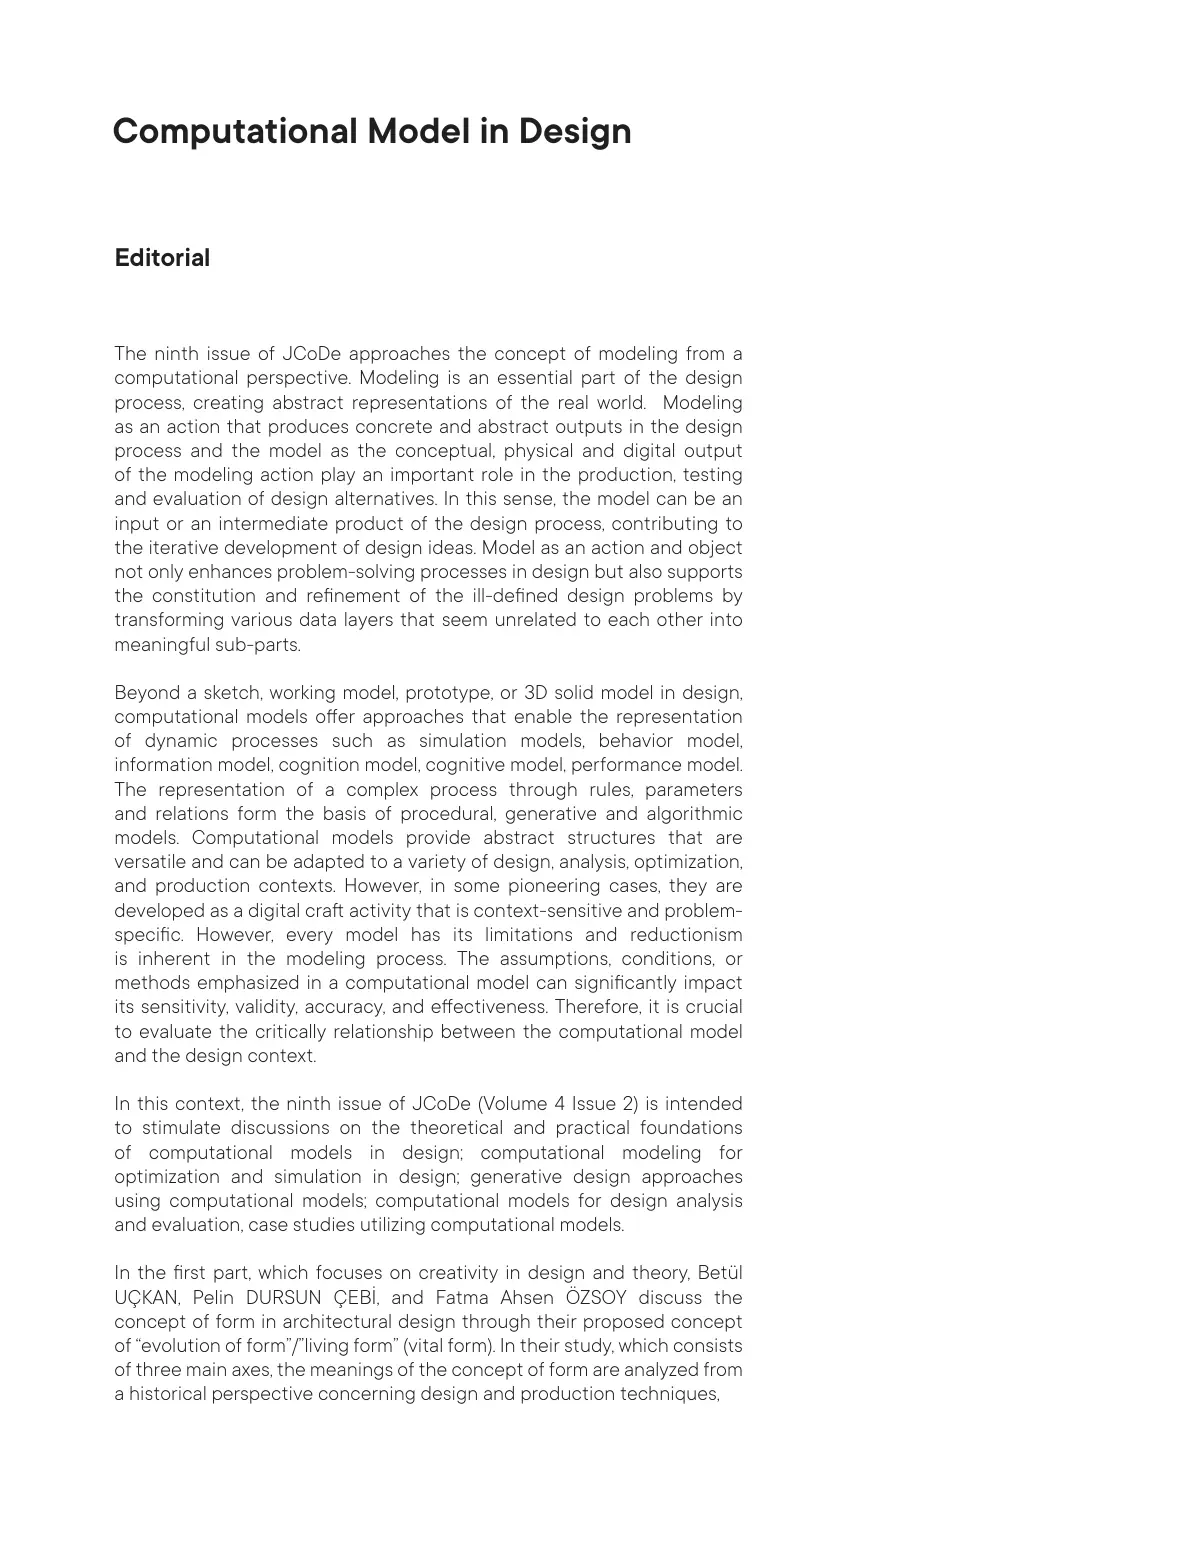 Computational Model in Design
Editorial
The ninth issue of JCoDe approaches the concept of modeling from a
computational perspective. Modeling is an essential part of the design
process, creating abstract representations of the real world.  Modeling
as an action that produces concrete and abstract outputs in the design
process and the model as the conceptual, physical and digital output
of the modeling action play an important role in the production, testing
and evaluation of design alternatives. In this sense, the model can be an
input or an intermediate product of the design process, contributing to
the iterative development of design ideas. Model as an action and object
not only enhances problem-solving processes in design but also supports
the constitution and refinement of the ill-defined design problems by
transforming various data layers that seem unrelated to each other into
meaningful sub-parts.
Beyond a sketch, working model, prototype, or 3D solid model in design,
computational models offer approaches that enable the representation
of dynamic processes such as simulation models, behavior model,
information model, cognition model, cognitive model, performance model.
The representation of a complex process through rules, parameters
and relations form the basis of procedural, generative and algorithmic
models. Computational models provide abstract structures that are
versatile and can be adapted to a variety of design, analysis, optimization,
and production contexts. However, in some pioneering cases, they are
developed as a digital craft activity that is context-sensitive and problem-
specific. However, every model has its limitations and reductionism
is inherent in the modeling process. The assumptions, conditions, or
methods emphasized in a computational model can significantly impact
its sensitivity, validity, accuracy, and effectiveness. Therefore, it is crucial
to evaluate the critically relationship between the computational model
and the design context.
In this context, the ninth issue of JCoDe (Volume 4 Issue 2) is intended
to stimulate discussions on the theoretical and practical foundations
of computational models in design; computational modeling for
optimization and simulation in design; generative design approaches
using computational models; computational models for design analysis
and evaluation, case studies utilizing computational models.
In the first part, which focuses on creativity in design and theory, Betül
UÇKAN, Pelin DURSUN ÇEBİ, and Fatma Ahsen ÖZSOY discuss the
concept of form in architectural design through their proposed concept
of “evolution of form”/”living form” (vital form). In their study, which consists
of three main axes, the meanings of the concept of form are analyzed from
a historical perspective concerning design and production techniques,